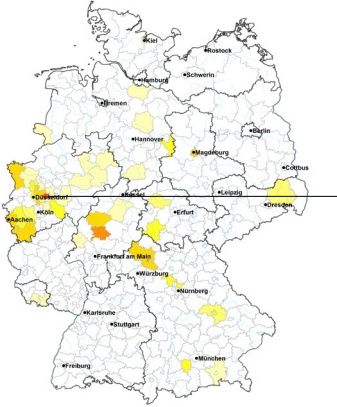 Kiel
Rostock
Hamburg
Schwerin
Bremen
Berlin
Hannover
Magdeburg
Cottbus
Kassel
Leipzig
Düsseldorf
Dresden
Köln
Erfurt
Aachen
Frankfurt am Main
Würzburg
Nürnberg
Karlsruhe
Stuttgart
München
Freiburg